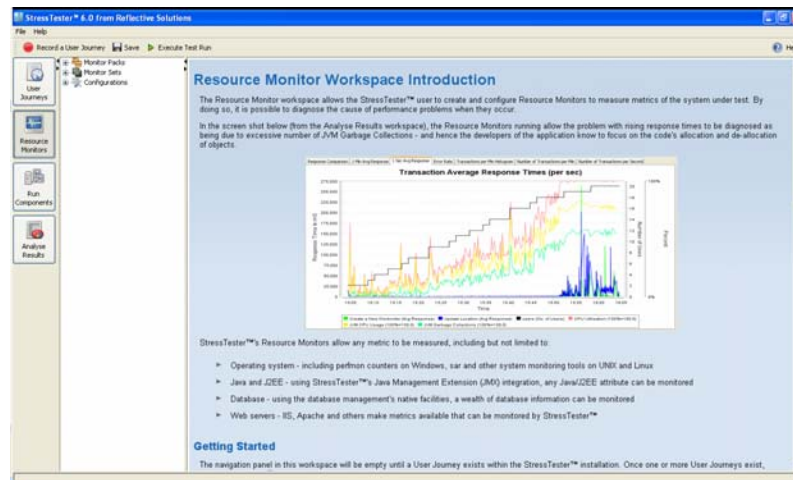 StressTester™ 6.0 from Reflective Solutions
File Help
Record a User Journey Save Execute Test Run He
Monitor Packs
Monitor Sets
Configurations
User
Journeys
Resource
Monitors
Run
Components
Analyse
Results
Resource Monitor Workspace Introduction
The Resource Monitor workspace allows the StressTester™ user to create and configure Resource Monitors to measure metrics of the system under test. By
doing so, it is possible to diagnose the cause of performance problems when they occur.
In the screen shot below (from the Analyse Results workspace), the Resource Monitors running allow the problem with rising response times to be diagnosed as
being due to excessive number of JVM Garbage Collections - and hence the developers of the application know to focus on the code's allocation and de-allocation
of objects.
Transaction Average Response Times (per sec)
Response Time in mS
Number of Users
Percent
100%
0%
Time
StressTester™'s Resource Monitors allow any metric to be measured, including but not limited to:
Operating system - including perfmon counters on Windows, sar and other system monitoring tools on UNIX and Linux
Java and J2EE - using StressTester™'s Java Management Extension (JMX) integration, any Java/J2EE attribute can be monitored
Database - using the database management's native facilities, a wealth of database information can be monitored
Web servers - IIS, Apache and others make metrics available that can be monitored by StressTester™
Getting Started
The navigation panel in this workspace will be empty until a User Journey exists within the StressTester™ installation. Once one or more User Journeys exist,